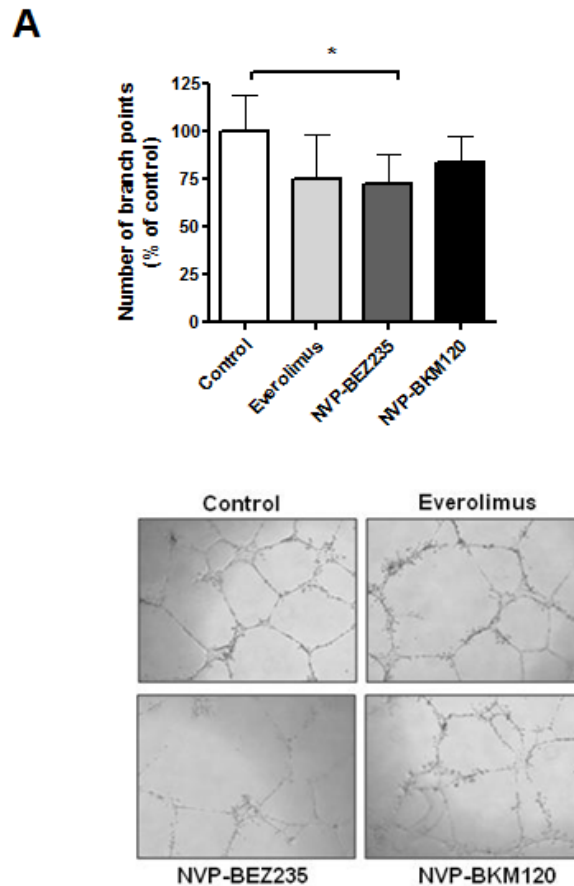 A
*
Number of branch points
(% of control)
125
100
75
50
25
0
Control
Everolimus
NVP-BEZ235
NVP-BKM120
Control
Everolimus
NVP-BEZ235
NVP-BKM120